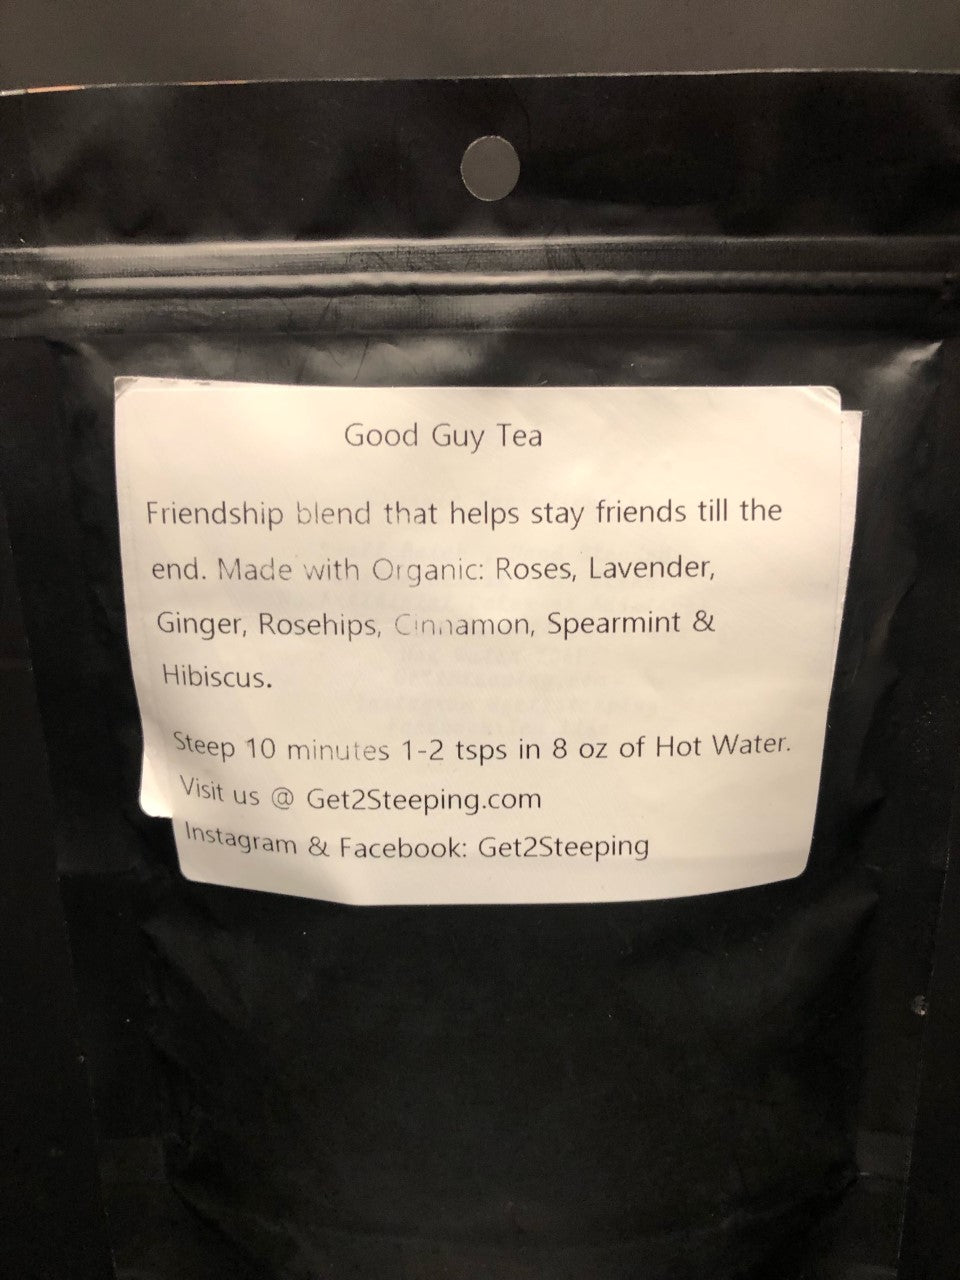 Good Guy Tea
Friendship blend that helps stay friends till the
end. Made with Organic: Roses, Lavender,
Ginger, Rosehips, Cinnamon, Spearmint &
Hibiscus.
Steep 10 minutes 1-2 tsps in 8 oz of Hot Water.
Visit us @ Get2Steeping.com
Instagram & Facebook: Get2Steeping